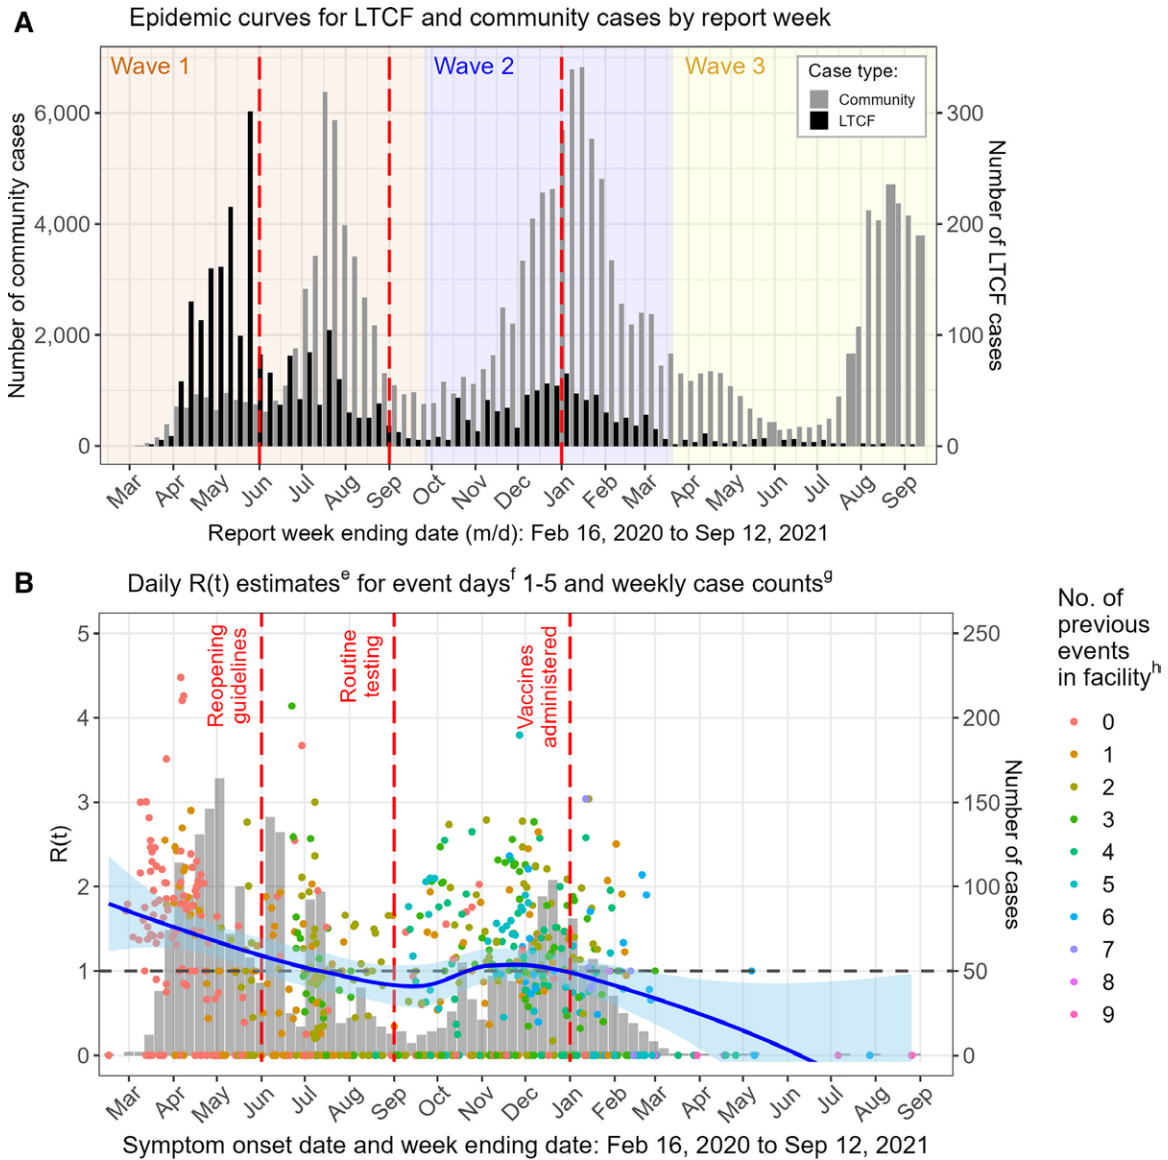 A
Epidemic curves for LTCF and community cases by report week
Wave 1
Wave 2
Wave 3
Case type:
Community
LTCF
Number of community cases
6,000
4,000
2,000
0
300
200
100
0
Number of LTCF cases
Mar
Apr
May
Jun
Jul
Aug
Sep
Oct
Nov
Dec
Jan
Feb
Mar
Apr
May
Jun
Jul
Aug
Sep
Report week ending date (m/d): Feb 16, 2020 to Sep 12, 2021
B
Daily R(t) estimatesᵉ for event daysᶠ 1-5 and weekly case countsᵍ
Reopening
guidelines
Routine
testing
Vaccines
administered
R(t)
5
4
3
2
1
0
250
200
150
100
50
0
Number of cases
Mar
Apr
May
Jun
Jul
Aug
Sep
Oct
Nov
Dec
Jan
Feb
Mar
Apr
May
Jun
Jul
Aug
Sep
Symptom onset date and week ending date: Feb 16, 2020 to Sep 12, 2021
No. of
previous
events
in facilityʰ
0
1
2
3
4
5
6
7
8
9